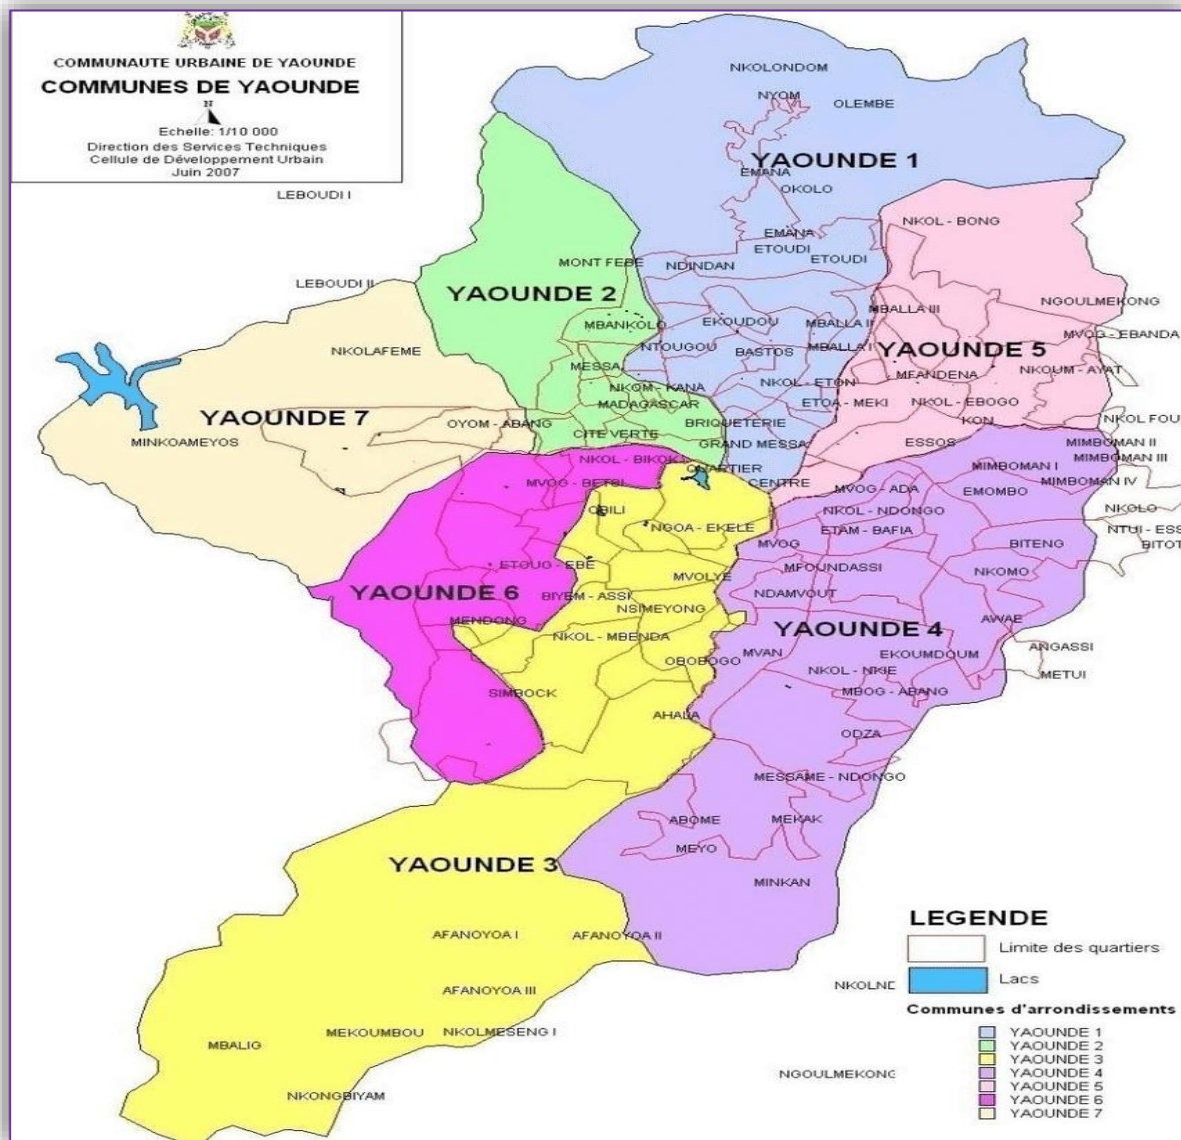 COMMUNAUTE URBAINE DE YAOUNDE
COMMUNES DE YAOUNDE
N
Echelle: 1/10 000
Direction des Services Techniques
Cellule de Développement Urbain
Juin 2007
NKOLONDOM
NYOM
OLEMBE
YAOUNDE 1
EMANA
OKOLO
LEBOUDI I
NKOL - BONG
EMANA
ETOUDI
ETOUDI
MONT FEBE
NDINDAN
LEBOUDI II
YAOUNDE 2
NGOULMEKONG
MBALLA III
MBANKOLO
EKOUDOU
MBALLA II
MVOG - EBANDA
NKOLAFEME
NTOUGOU
BASTOS
MBALLA I
YAOUNDE 5
MESSA
NKOUM - AYAT
MFANDENA
NKOM - KANA
NKOL - ETON
MADAGASCAR
ETOA - MEKI
NKOL - EBOGO
YAOUNDE 7
OYOM - ABANG
BRIQUETERIE
KON
NKOL FOU
MINKOAMEYOS
CITE VERTE
GRAND MESSA
ESSOS
MIMBOMAN II
NKOL - BIKOK
QUARTIER
MIMBOMAN I
MIMBOMAN III
MVOG - BETSI
CENTRE
MVOG - ADA
EMOMBO
MIMBOMAN IV
OBILI
NKOL - NDONGO
NKOLO
NGOA - EKELE
ETAM - BAFIA
NTUI - ESS
MVOG
BITENG
BITOT
ETOUG - EBE
MFOUNDASSI
NKOMO
MVOLYE
YAOUNDE 6
BIYEM - ASSI
NDAMVOUT
NSIMEYONG
MENDONG
AWAE
NKOL - MBENDA
YAOUNDE 4
ANGASSI
MVAN
EKOUMDOUM
OBOBOGO
NKOL - NKIE
METUI
SIMBOCK
MBOG - ABANG
AHALA
ODZA
MESSAME - NDONGO
ABOME
MEKAK
MEYO
YAOUNDE 3
MINKAN
AFANOYOA I
AFANOYOA II
AFANOYOA III
MEKOUMBOU
NKOLMESENG I
MBALIG
NKONGBIYAM
NKOLNE
NGOULMEKONG
LEGENDE
Limite des quartiers
Lacs
Communes d'arrondissements
YAOUNDE 1
YAOUNDE 2
YAOUNDE 3
YAOUNDE 4
YAOUNDE 5
YAOUNDE 6
YAOUNDE 7